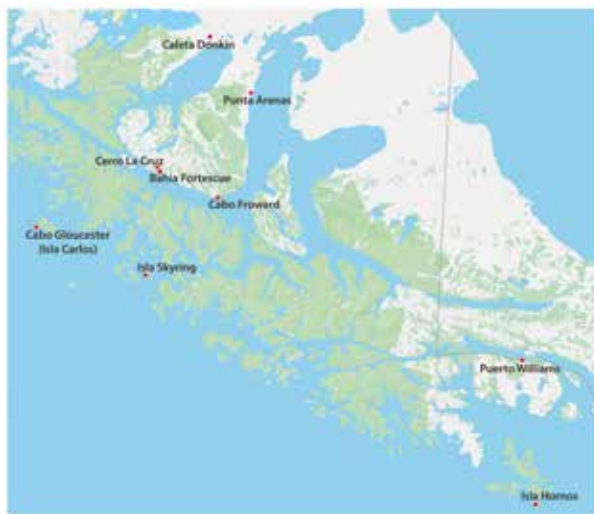 Caleta Donkin
Punta Arenas
Cerro La Cruz
Bahia Fortescue
Cabo Froward
Cabo Gloucester
(Isla Carlos)
Isla Skyring
Puerto Williams
Isla Hornos